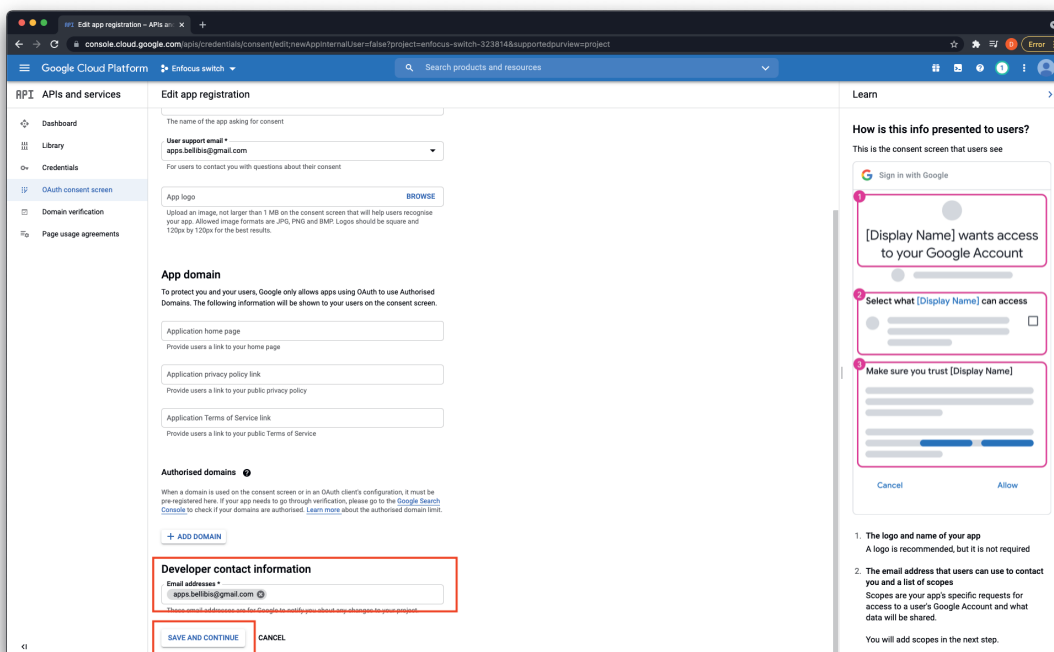 API Edit app registration – APIs an
console.cloud.google.com/apis/credentials/consent/edit;newAppInternalUser=false?project=enfocus-switch-323814&supportedpurview=project
D
Error
Google Cloud Platform
Enfocus switch
Search products and resources
1
API APIs and services
Dashboard
Library
Credentials
OAuth consent screen
Domain verification
Page usage agreements
Edit app registration
The name of the app asking for consent
User support email *
apps.bellibis@gmail.com
For users to contact you with questions about their consent
App logo
BROWSE
Upload an image, not larger than 1 MB on the consent screen that will help users recognise
your app. Allowed image formats are JPG, PNG and BMP. Logos should be square and
120px by 120px for the best results.
App domain
To protect you and your users, Google only allows apps using OAuth to use Authorised
Domains. The following information will be shown to your users on the consent screen.
Application home page
Provide users a link to your home page
Application privacy policy link
Provide users a link to your public privacy policy
Application Terms of Service link
Provide users a link to your public Terms of Service
Authorised domains ?
When a domain is used on the consent screen or in an OAuth client's configuration, it must be
pre-registered here. If your app needs to go through verification, please go to the Google Search
Console to check if your domains are authorised. Learn more about the authorised domain limit.
+ ADD DOMAIN
Developer contact information
Email addresses *
apps.bellibis@gmail.com
These email addresses are for Google to notify you about any changes to your project.
SAVE AND CONTINUE
CANCEL
Learn
How is this info presented to users?
This is the consent screen that users see
G Sign in with Google
1
[Display Name] wants access
to your Google Account
2
Select what [Display Name] can access
3
Make sure you trust [Display Name]
Cancel
Allow
1. The logo and name of your app
A logo is recommended, but it is not required
2. The email address that users can use to contact
you and a list of scopes
Scopes are your app's specific requests for
access to a user's Google Account and what
data will be shared.
You will add scopes in the next step.